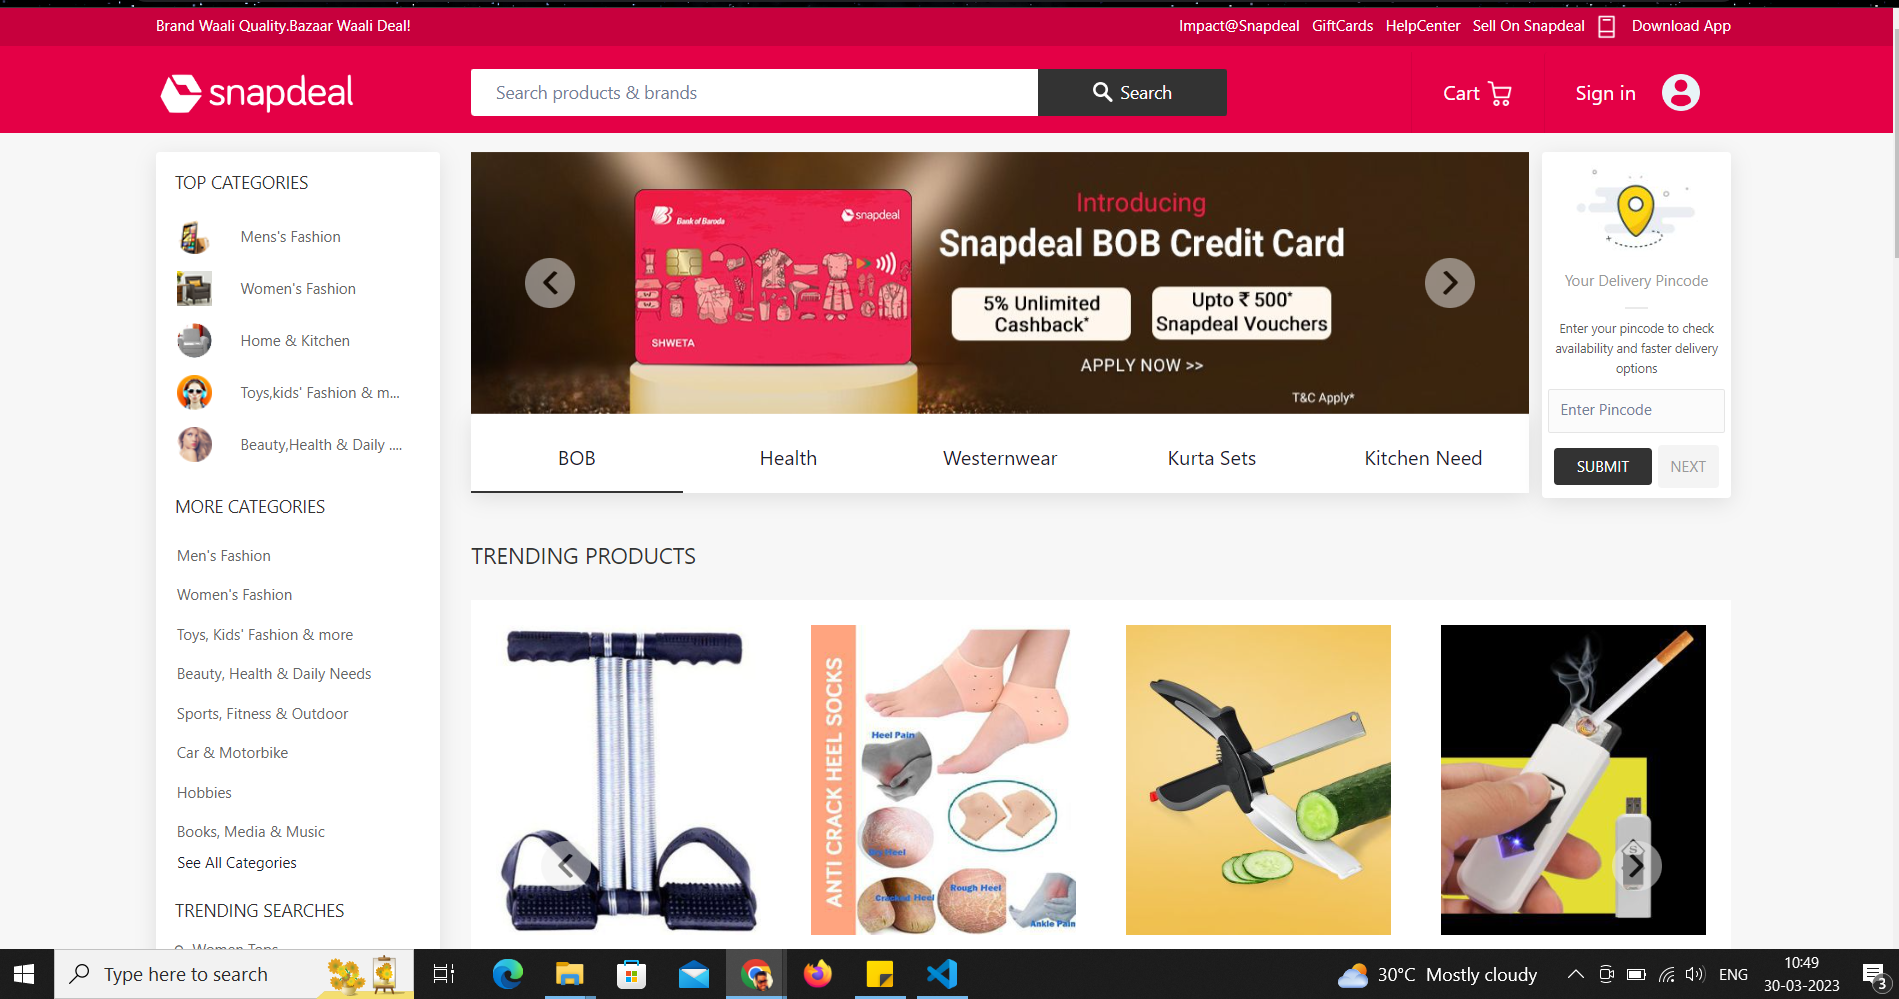 Brand Waali Quality.Bazaar Waali Deal!
Impact@Snapdeal GiftCards HelpCenter Sell On Snapdeal Download App
snapdeal
Search products & brands
Search
Cart
Sign in
TOP CATEGORIES
Mens's Fashion
Women's Fashion
Home & Kitchen
Toys,kids' Fashion & m...
Beauty,Health & Daily ....
MORE CATEGORIES
Men's Fashion
Women's Fashion
Toys, Kids' Fashion & more
Beauty, Health & Daily Needs
Sports, Fitness & Outdoor
Car & Motorbike
Hobbies
Books, Media & Music
See All Categories
TRENDING SEARCHES
Women Tops
Bank of Baroda
snapdeal
SHWETA
Introducing
Snapdeal BOB Credit Card
5% Unlimited
Cashback*
Upto ₹ 500*
Snapdeal Vouchers
APPLY NOW >>
T&C Apply*
BOB
Health
Westernwear
Kurta Sets
Kitchen Need
Your Delivery Pincode
Enter your pincode to check
availability and faster delivery
options
Enter Pincode
SUBMIT
NEXT
TRENDING PRODUCTS
ANTI CRACK HEEL SOCKS
Heel Pain
Cracked Heel
Rough Heel
Ankle Pain
S
Type here to search
30°C Mostly cloudy
ENG
10:49
30-03-2023
3